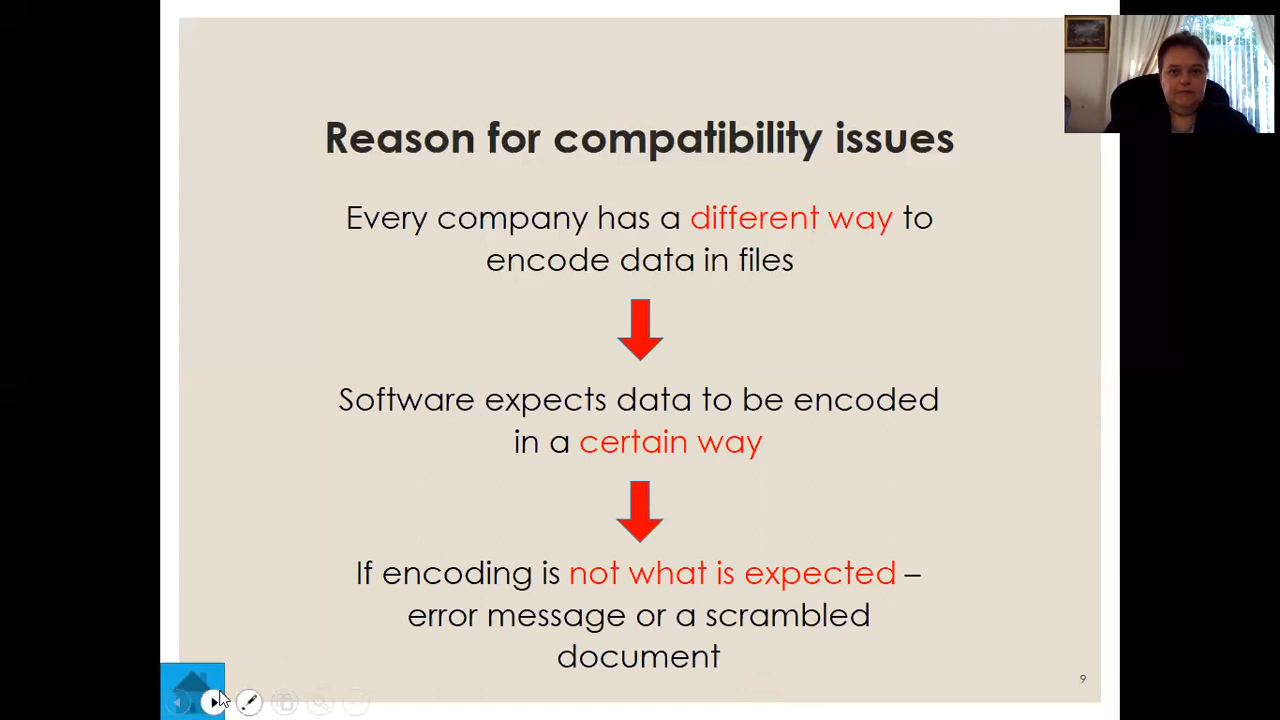 Reason for compatibility issues
Every company has a different way to
encode data in files
Software expects data to be encoded
in a certain way
If encoding is not what is expected –
error message or a scrambled
document
9